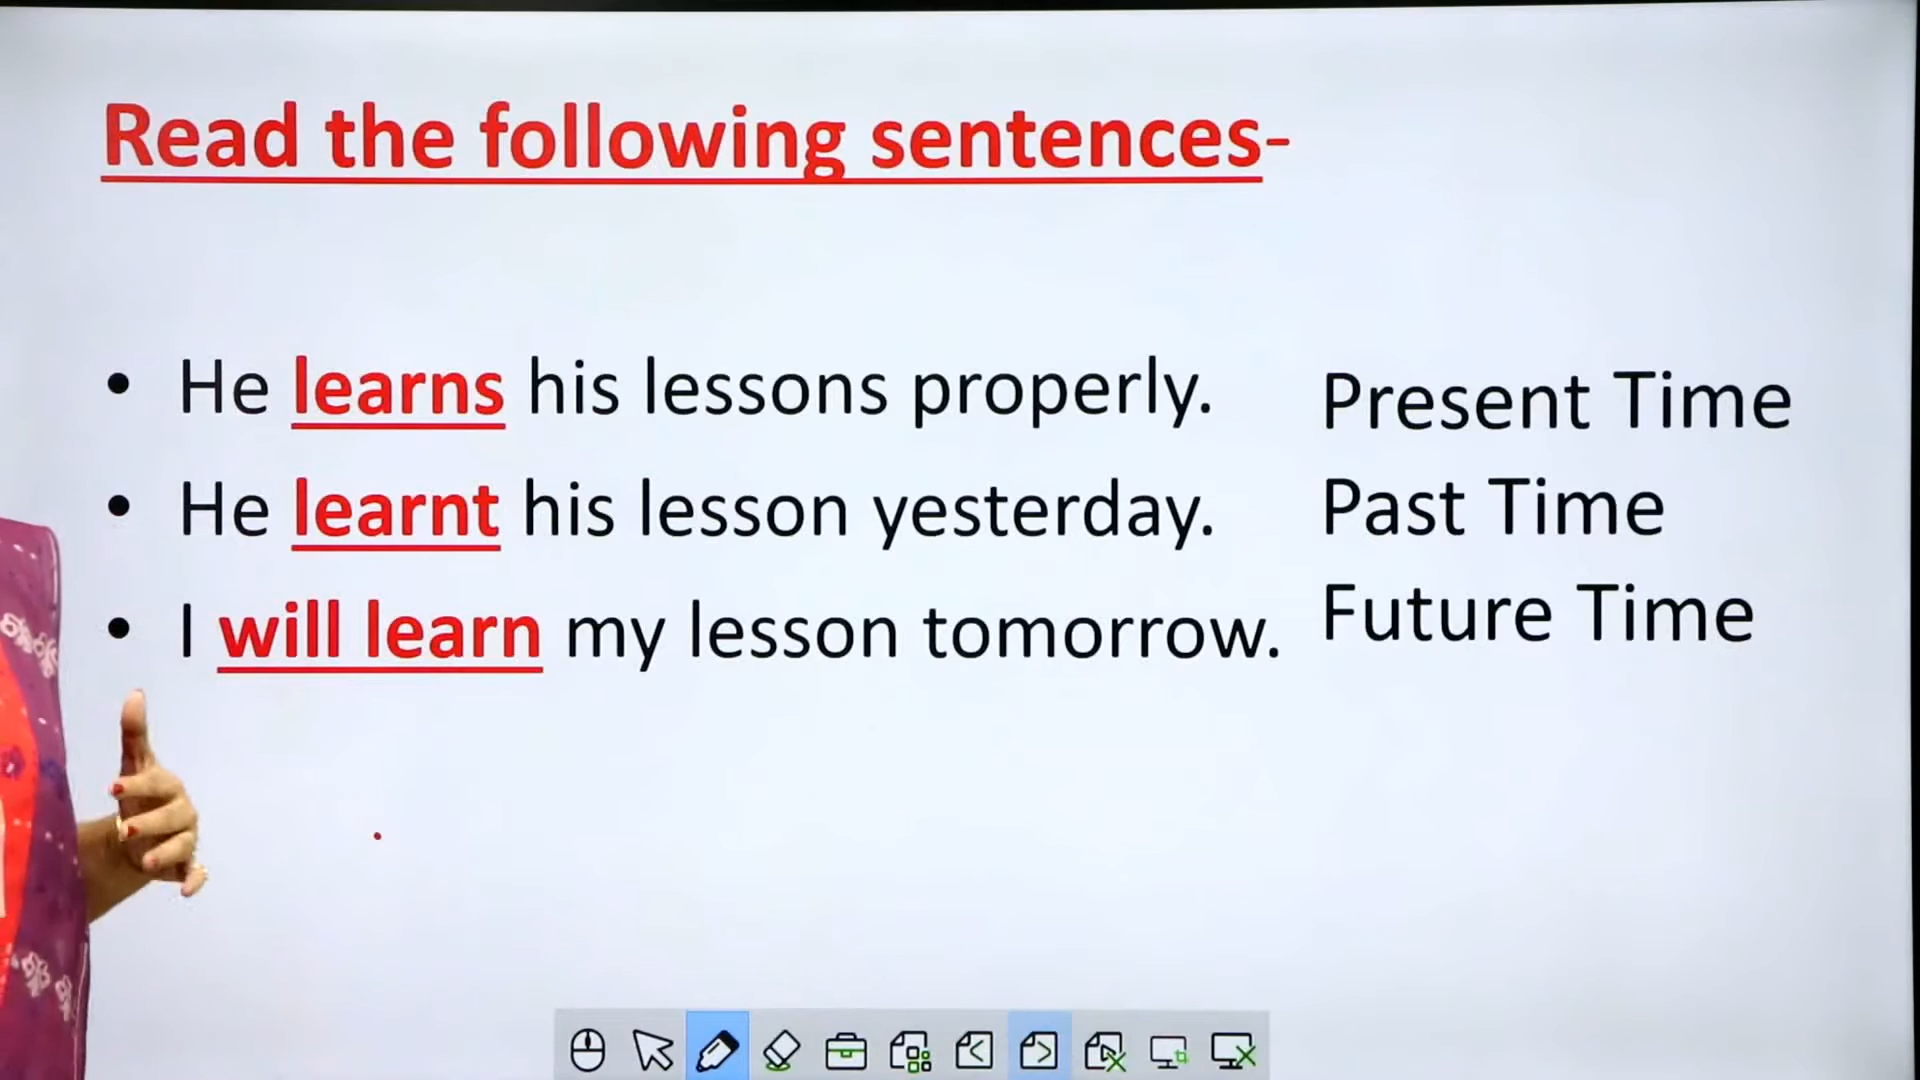 Read the following sentences-
• He learns his lessons properly. Present Time
• He learnt his lesson yesterday. Past Time
• I will learn my lesson tomorrow. Future Time